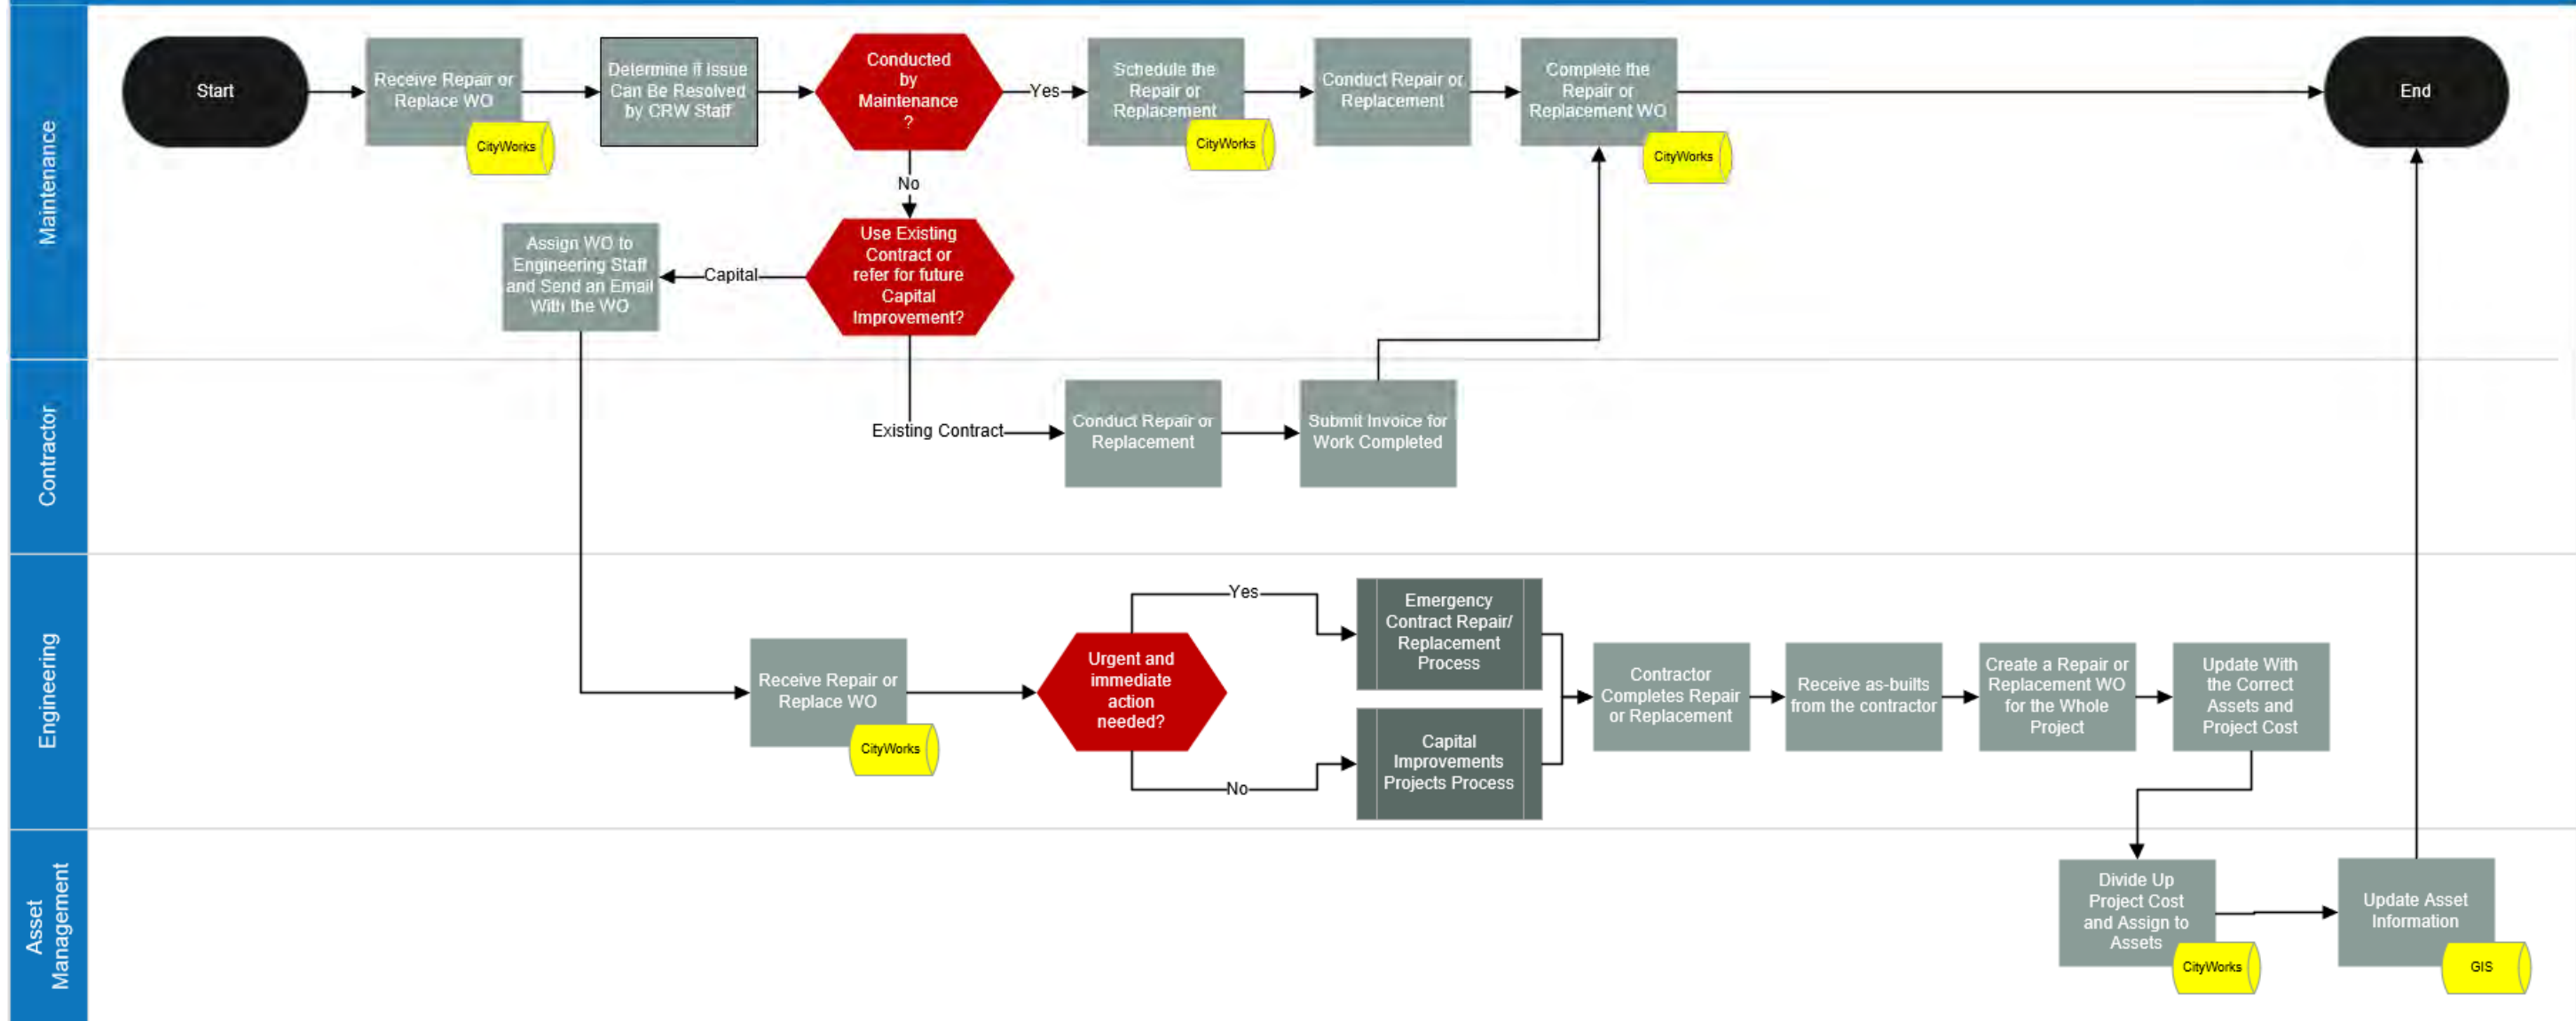 Maintenance
Start
Receive Repair or
Replace WO
CityWorks
Determine if Issue
Can Be Resolved
by CRW Staff
Conducted
by
Maintenance
?
Yes
Schedule the
Repair or
Replacement
CityWorks
Conduct Repair or
Replacement
Complete the
Repair or
Replacement WO
CityWorks
End
No
Use Existing
Contract or
refer for future
Capital
Improvement?
Capital
Assign WO to
Engineering Staff
and Send an Email
With the WO
Contractor
Existing Contract
Conduct Repair or
Replacement
Submit Invoice for
Work Completed
Engineering
Receive Repair or
Replace WO
CityWorks
Urgent and
immediate
action
needed?
Yes
Emergency
Contract Repair/
Replacement
Process
No
Capital
Improvements
Projects Process
Contractor
Completes Repair
or Replacement
Receive as-builts
from the contractor
Create a Repair or
Replacement WO
for the Whole
Project
Update With
the Correct
Assets and
Project Cost
Asset
Management
Divide Up
Project Cost
and Assign to
Assets
CityWorks
Update Asset
Information
GIS